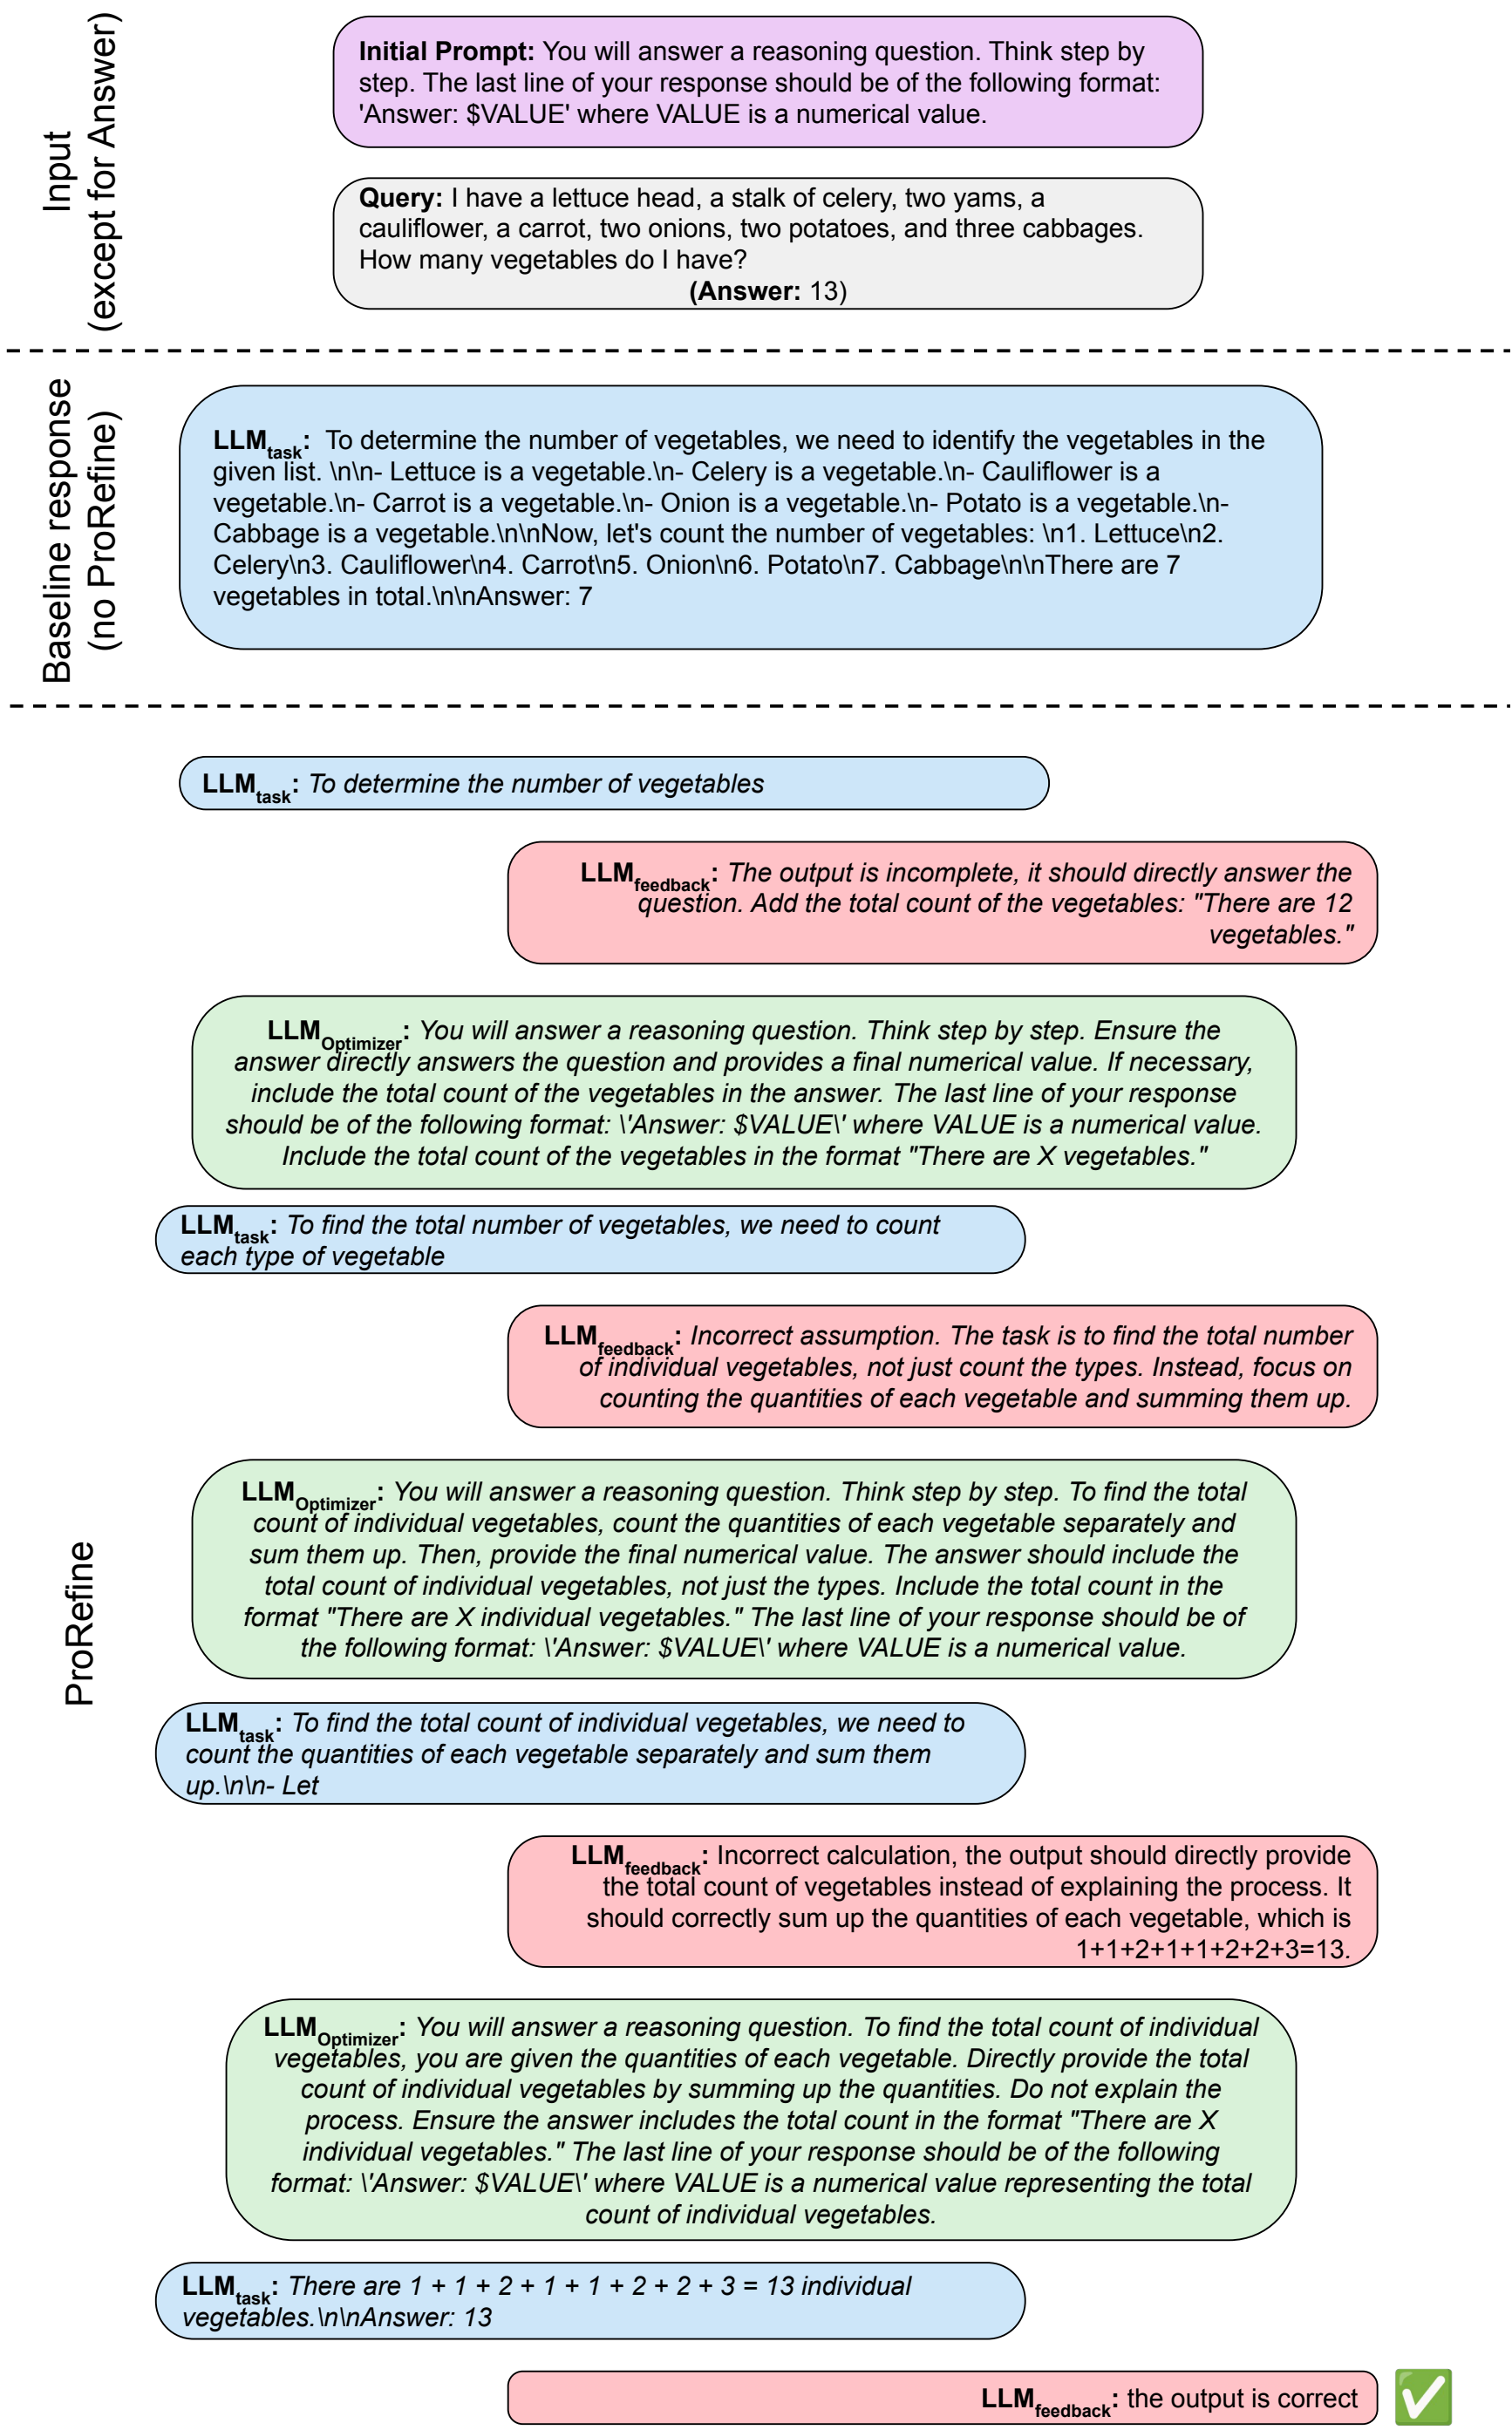 Input
(except for Answer)
Initial Prompt: You will answer a reasoning question. Think step by
step. The last line of your response should be of the following format:
'Answer: $VALUE' where VALUE is a numerical value.
Query: I have a lettuce head, a stalk of celery, two yams, a
cauliflower, a carrot, two onions, two potatoes, and three cabbages.
How many vegetables do I have?
(Answer: 13)
Baseline response
(no ProRefine)
LLMtask: To determine the number of vegetables, we need to identify the vegetables in the
given list. \n\n- Lettuce is a vegetable.\n- Celery is a vegetable.\n- Cauliflower is a
vegetable.\n- Carrot is a vegetable.\n- Onion is a vegetable.\n- Potato is a vegetable.\n-
Cabbage is a vegetable.\n\nNow, let's count the number of vegetables: \n1. Lettuce\n2.
Celery\n3. Cauliflower\n4. Carrot\n5. Onion\n6. Potato\n7. Cabbage\n\nThere are 7
vegetables in total.\n\nAnswer: 7
ProRefine
LLMtask: To determine the number of vegetables
LLMfeedback: The output is incomplete, it should directly answer the
question. Add the total count of the vegetables: "There are 12
vegetables."
LLMOptimizer: You will answer a reasoning question. Think step by step. Ensure the
answer directly answers the question and provides a final numerical value. If necessary,
include the total count of the vegetables in the answer. The last line of your response
should be of the following format: \'Answer: $VALUE\' where VALUE is a numerical value.
Include the total count of the vegetables in the format "There are X vegetables."
LLMtask: To find the total number of vegetables, we need to count
each type of vegetable
LLMfeedback: Incorrect assumption. The task is to find the total number
of individual vegetables, not just count the types. Instead, focus on
counting the quantities of each vegetable and summing them up.
LLMOptimizer: You will answer a reasoning question. Think step by step. To find the total
count of individual vegetables, count the quantities of each vegetable separately and
sum them up. Then, provide the final numerical value. The answer should include the
total count of individual vegetables, not just the types. Include the total count in the
format "There are X individual vegetables." The last line of your response should be of
the following format: \'Answer: $VALUE\' where VALUE is a numerical value.
LLMtask: To find the total count of individual vegetables, we need to
count the quantities of each vegetable separately and sum them
up.\n\n- Let
LLMfeedback: Incorrect calculation, the output should directly provide
the total count of vegetables instead of explaining the process. It
should correctly sum up the quantities of each vegetable, which is
1+1+2+1+1+2+2+3=13.
LLMOptimizer: You will answer a reasoning question. To find the total count of individual
vegetables, you are given the quantities of each vegetable. Directly provide the total
count of individual vegetables by summing up the quantities. Do not explain the
process. Ensure the answer includes the total count in the format "There are X
individual vegetables." The last line of your response should be of the following
format: \'Answer: $VALUE\' where VALUE is a numerical value representing the total
count of individual vegetables.
LLMtask: There are 1 + 1 + 2 + 1 + 1 + 2 + 2 + 3 = 13 individual
vegetables.\n\nAnswer: 13
LLMfeedback: the output is correct